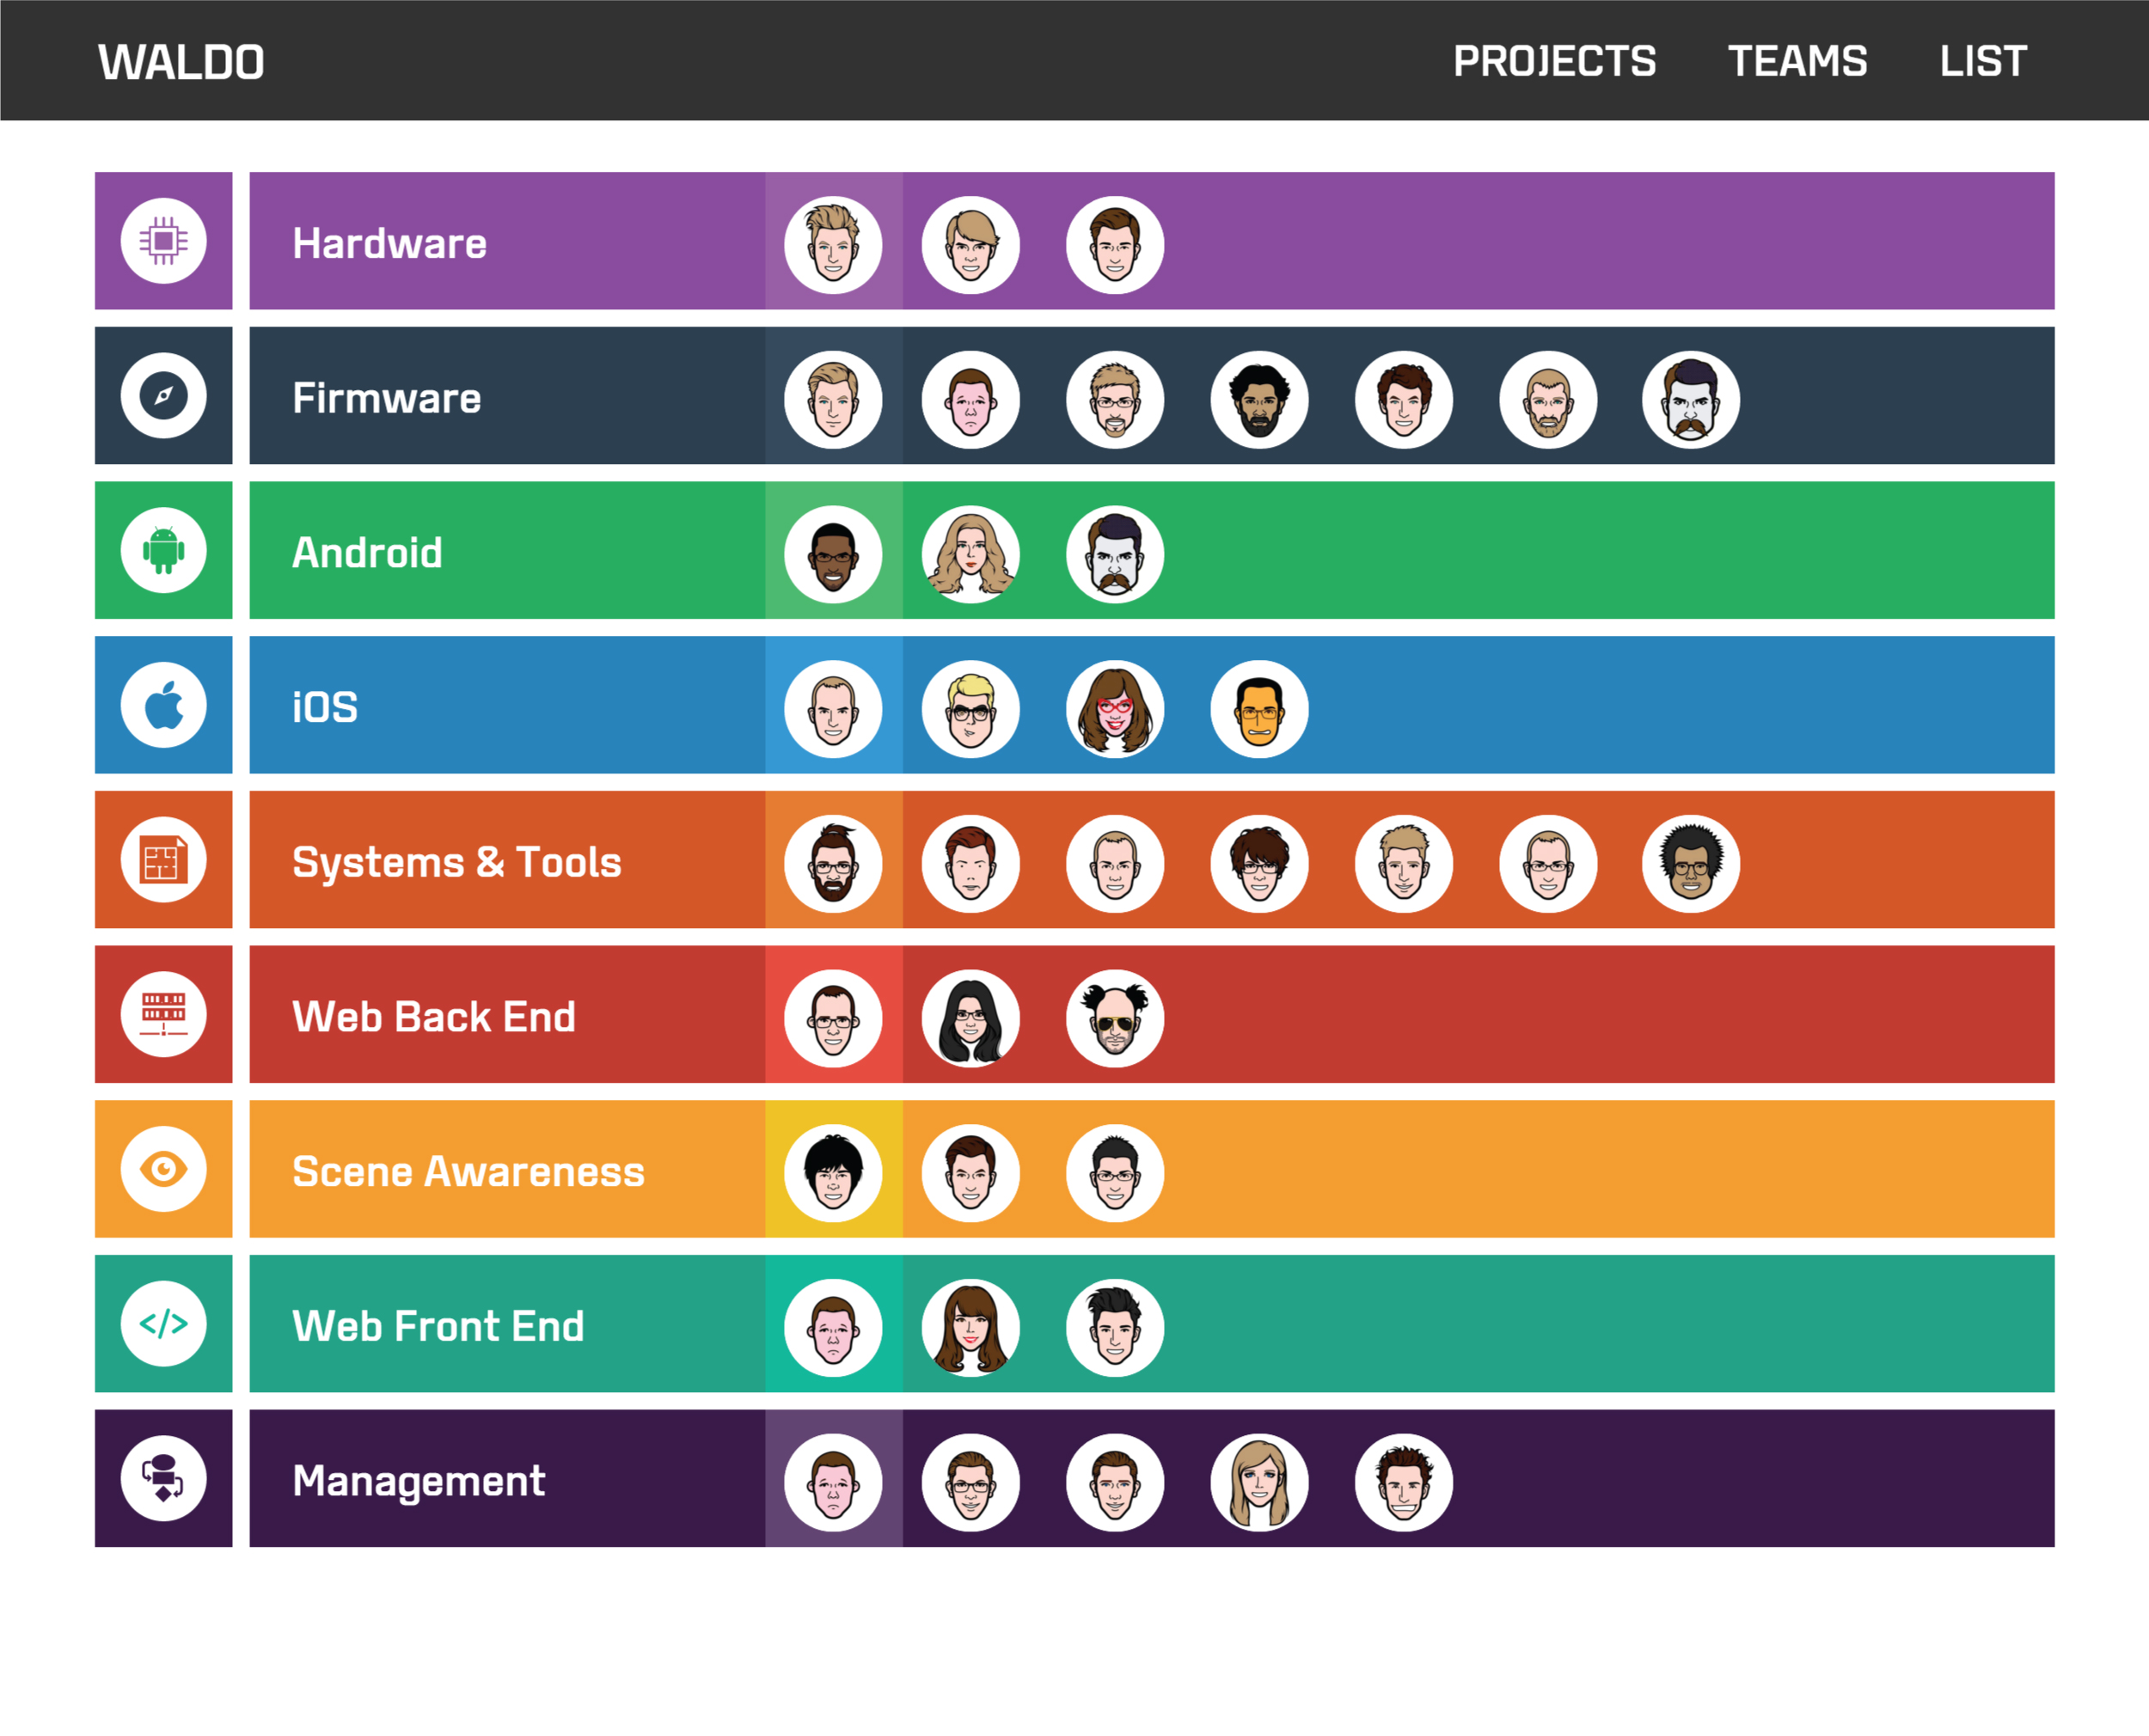 WALDO
PROJECTS TEAMS LIST
Hardware
Firmware
Android
iOS
Systems & Tools
Web Back End
Scene Awareness
Web Front End
Management